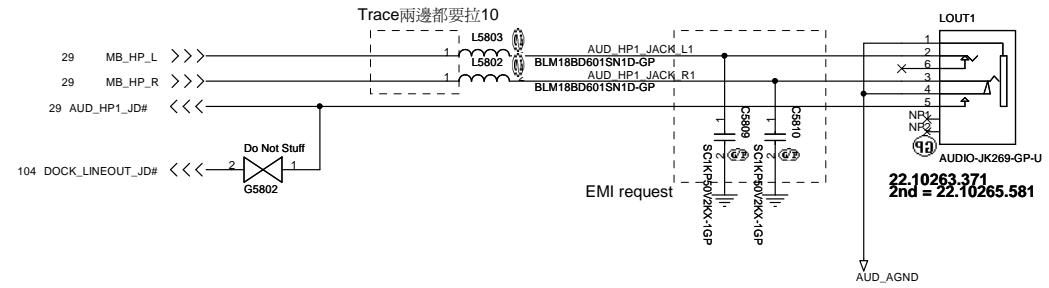 Trace兩邊都要拉10
LOUT1
29 MB_HP_L
1
L5803
2
AUD_HP1_JACK_L1
BLM18BD601SN1D-GP
29 MB_HP_R
1
L5802
2
AUD_HP1_JACK_R1
BLM18BD601SN1D-GP
29 AUD_HP1_JD#
1
2
6
3
4
5
NP1
NP2
AUDIO-JK269-GP-U
22.10263.371
2nd = 22.10265.581
104 DOCK_LINEOUT_JD#
Do Not Stuff
2
1
G5802
1
2
C5809
SC1KP50V2KX-1GP
1
2
C5810
SC1KP50V2KX-1GP
EMI request
AUD_AGND